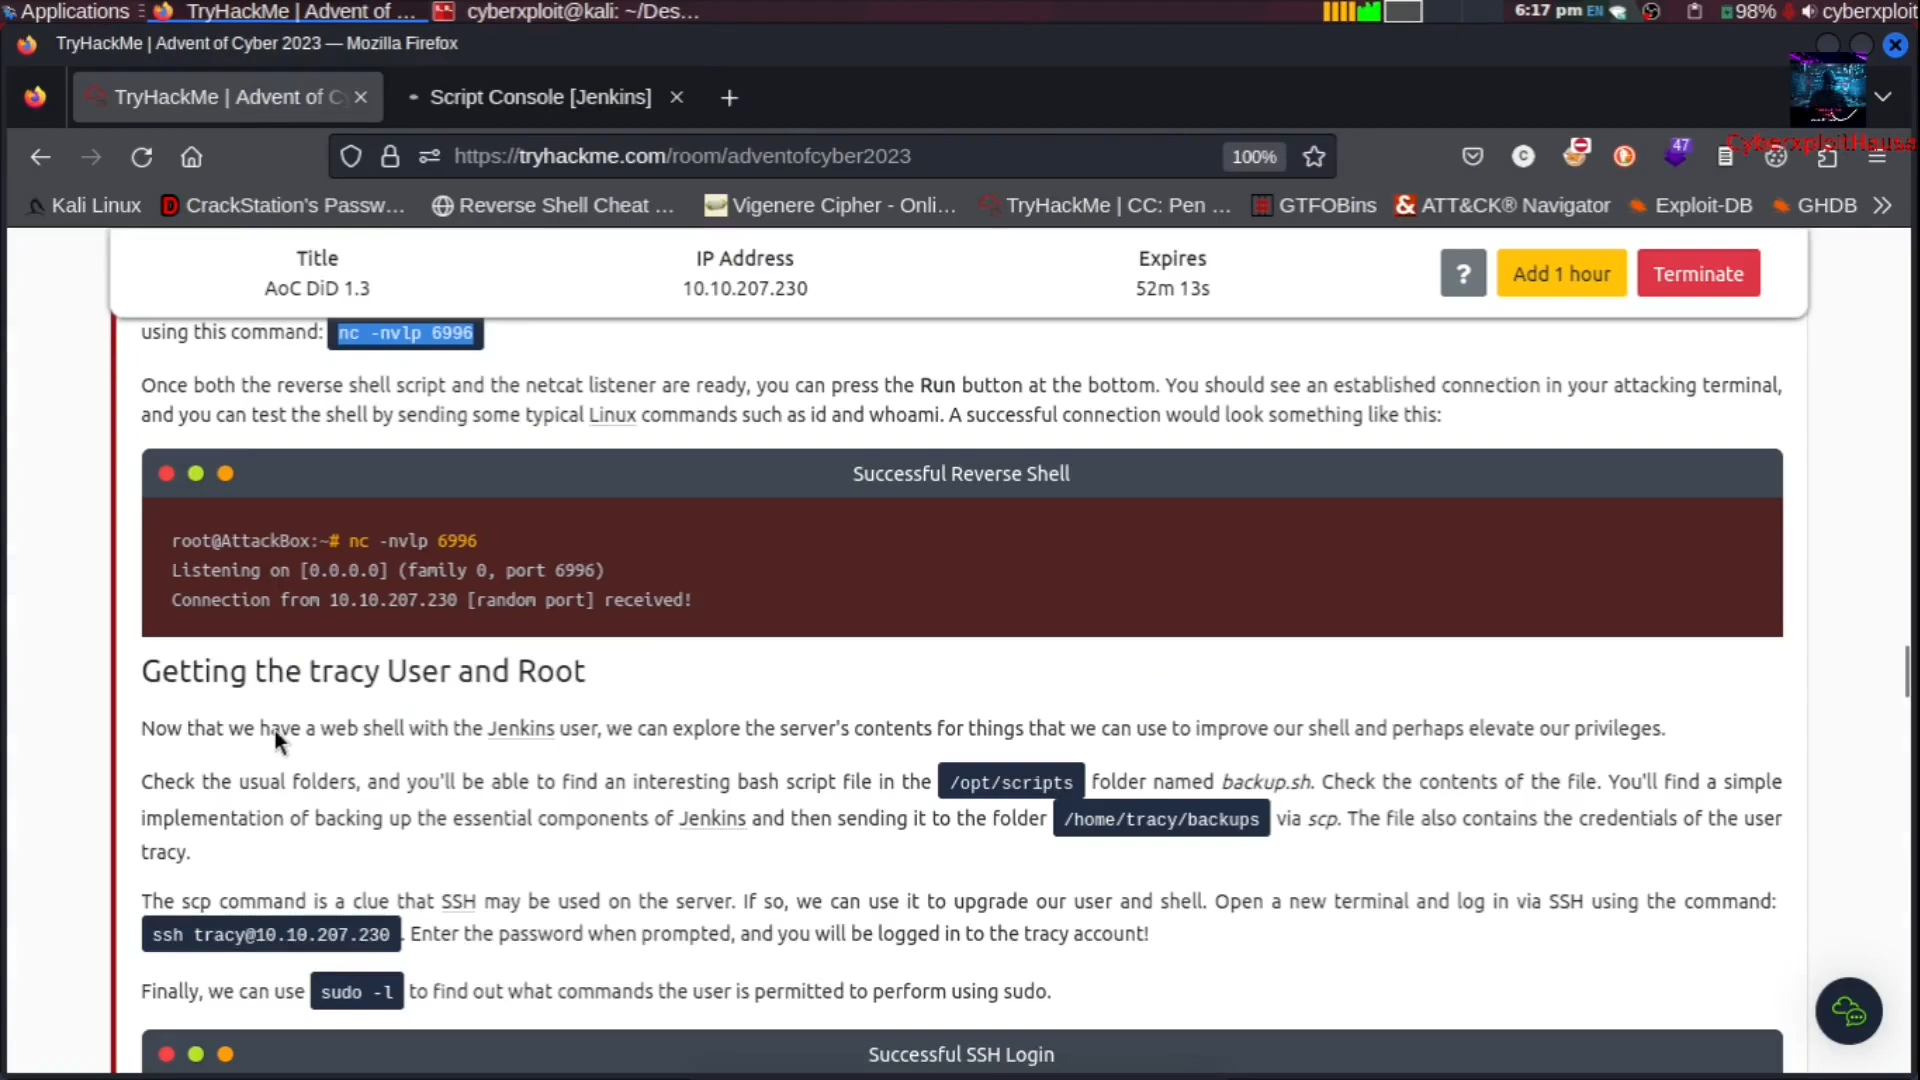 Applications
TryHackMe | Advent of ...
cyberxploit@kali: ~/Des...
6:17 pm EN
98%
cyberxploit
TryHackMe | Advent of Cyber 2023 — Mozilla Firefox
TryHackMe | Advent of C
Script Console [Jenkins]
https://tryhackme.com/room/adventofcyber2023
100%
47
CyberxploitHausa
Kali Linux
CrackStation's Passw...
Reverse Shell Cheat ...
Vigenere Cipher - Onli...
TryHackMe | CC: Pen ...
GTFOBins
ATT&CK® Navigator
Exploit-DB
GHDB
Title
IP Address
Expires
AoC DiD 1.3
10.10.207.230
52m 13s
?
Add 1 hour
Terminate
using this command: nc -nvlp 6996
Once both the reverse shell script and the netcat listener are ready, you can press the Run button at the bottom. You should see an established connection in your attacking terminal,
and you can test the shell by sending some typical Linux commands such as id and whoami. A successful connection would look something like this:
Successful Reverse Shell
root@AttackBox:~# nc -nvlp 6996
Listening on [0.0.0.0] (family 0, port 6996)
Connection from 10.10.207.230 [random port] received!
Getting the tracy User and Root
Now that we have a web shell with the Jenkins user, we can explore the server's contents for things that we can use to improve our shell and perhaps elevate our privileges.
Check the usual folders, and you'll be able to find an interesting bash script file in the /opt/scripts folder named backup.sh. Check the contents of the file. You'll find a simple
implementation of backing up the essential components of Jenkins and then sending it to the folder /home/tracy/backups via scp. The file also contains the credentials of the user
tracy.
The scp command is a clue that SSH may be used on the server. If so, we can use it to upgrade our user and shell. Open a new terminal and log in via SSH using the command:
ssh tracy@10.10.207.230 . Enter the password when prompted, and you will be logged in to the tracy account!
Finally, we can use sudo -l to find out what commands the user is permitted to perform using sudo.
Successful SSH Login